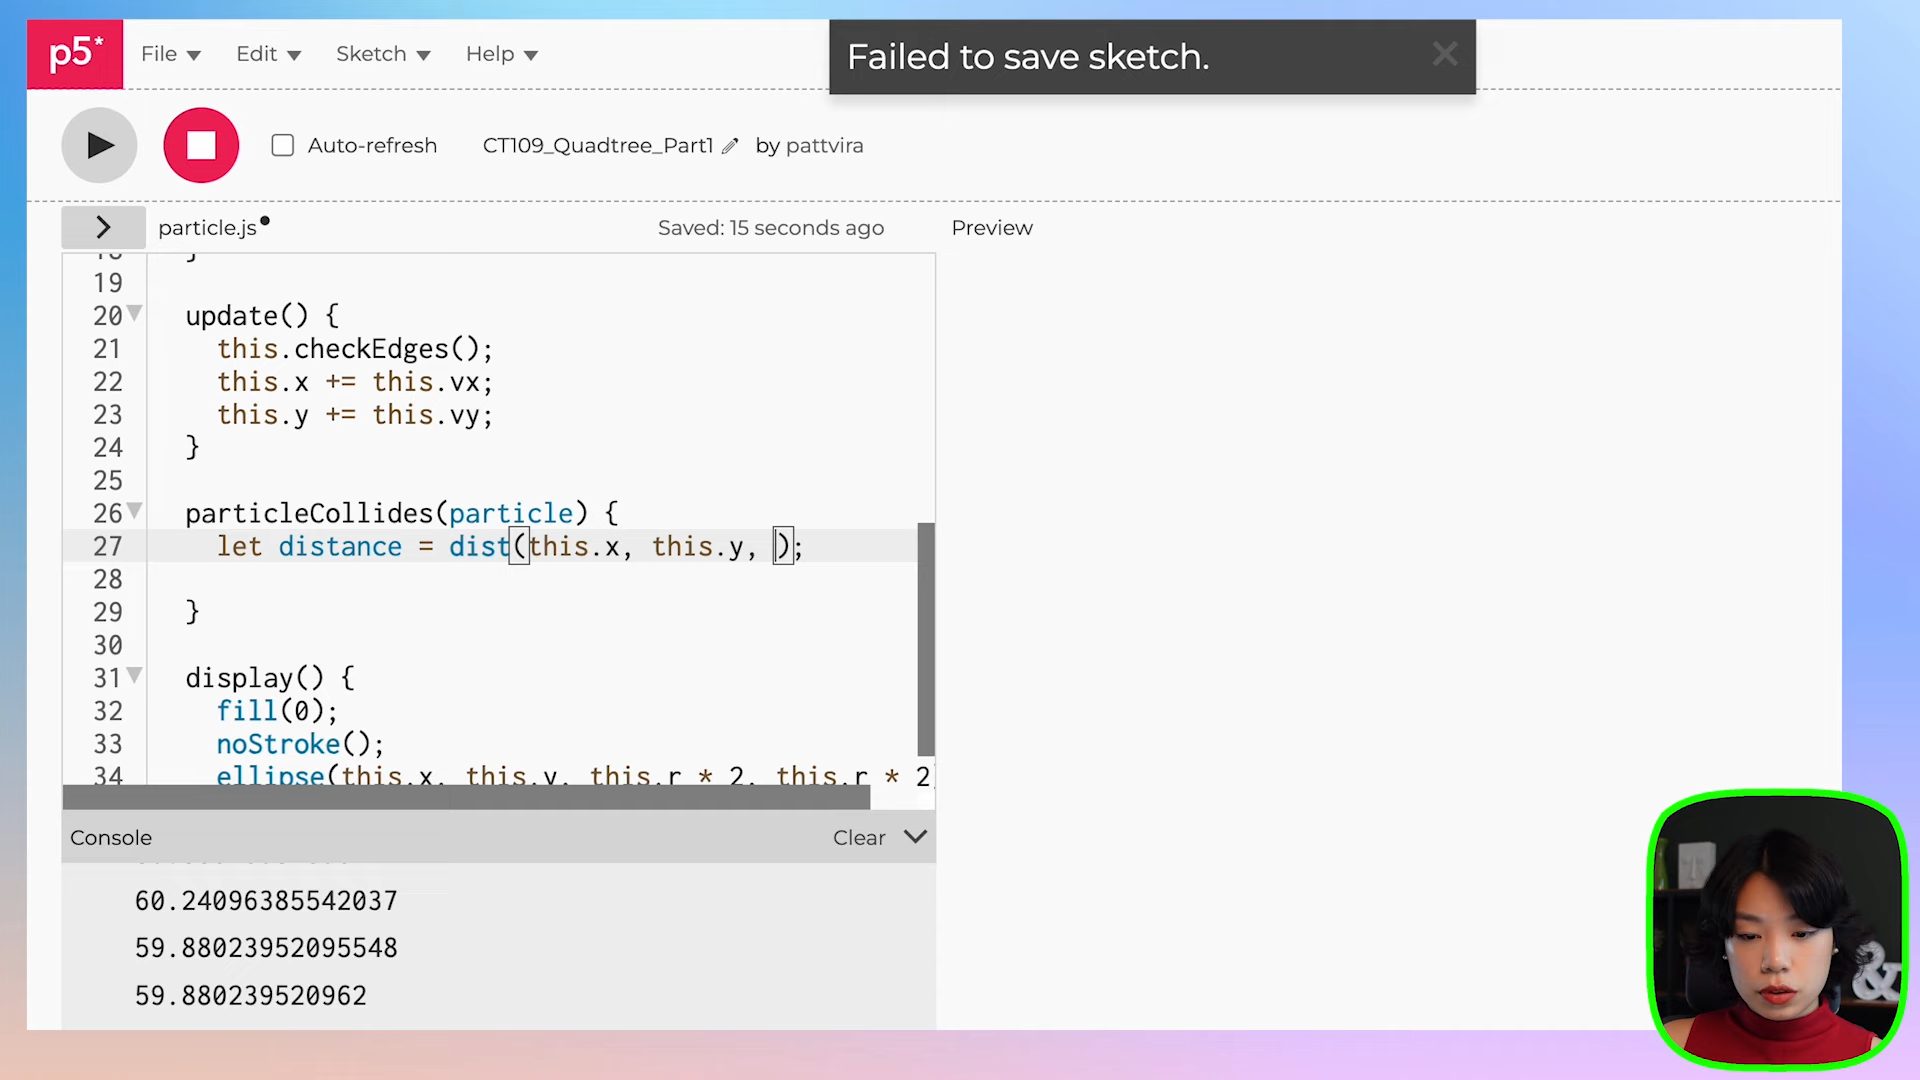 p5*
File
Edit
Sketch
Help
Failed to save sketch.
Auto-refresh
CT109_Quadtree_Part1
by pattvira
particle.js
Saved: 15 seconds ago
Preview
19
20 update() {
21 this.checkEdges();
22 this.x += this.vx;
23 this.y += this.vy;
24 }
25
26 particleCollides(particle) {
27 let distance = dist(this.x, this.y, );
28
29 }
30
31 display() {
32 fill(0);
33 noStroke();
34 ellipse(this.x, this.y, this.r * 2, this.r * 2
Console
Clear
60.24096385542037
59.88023952095548
59.880239520962
&